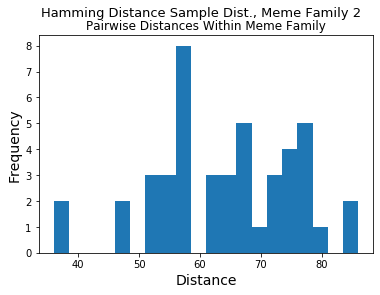 Hamming Distance Sample Dist., Meme Family 2
Pairwise Distances Within Meme Family
8
7
6
5
4
3
2
1
0
Frequency
40 50 60 70 80
Distance